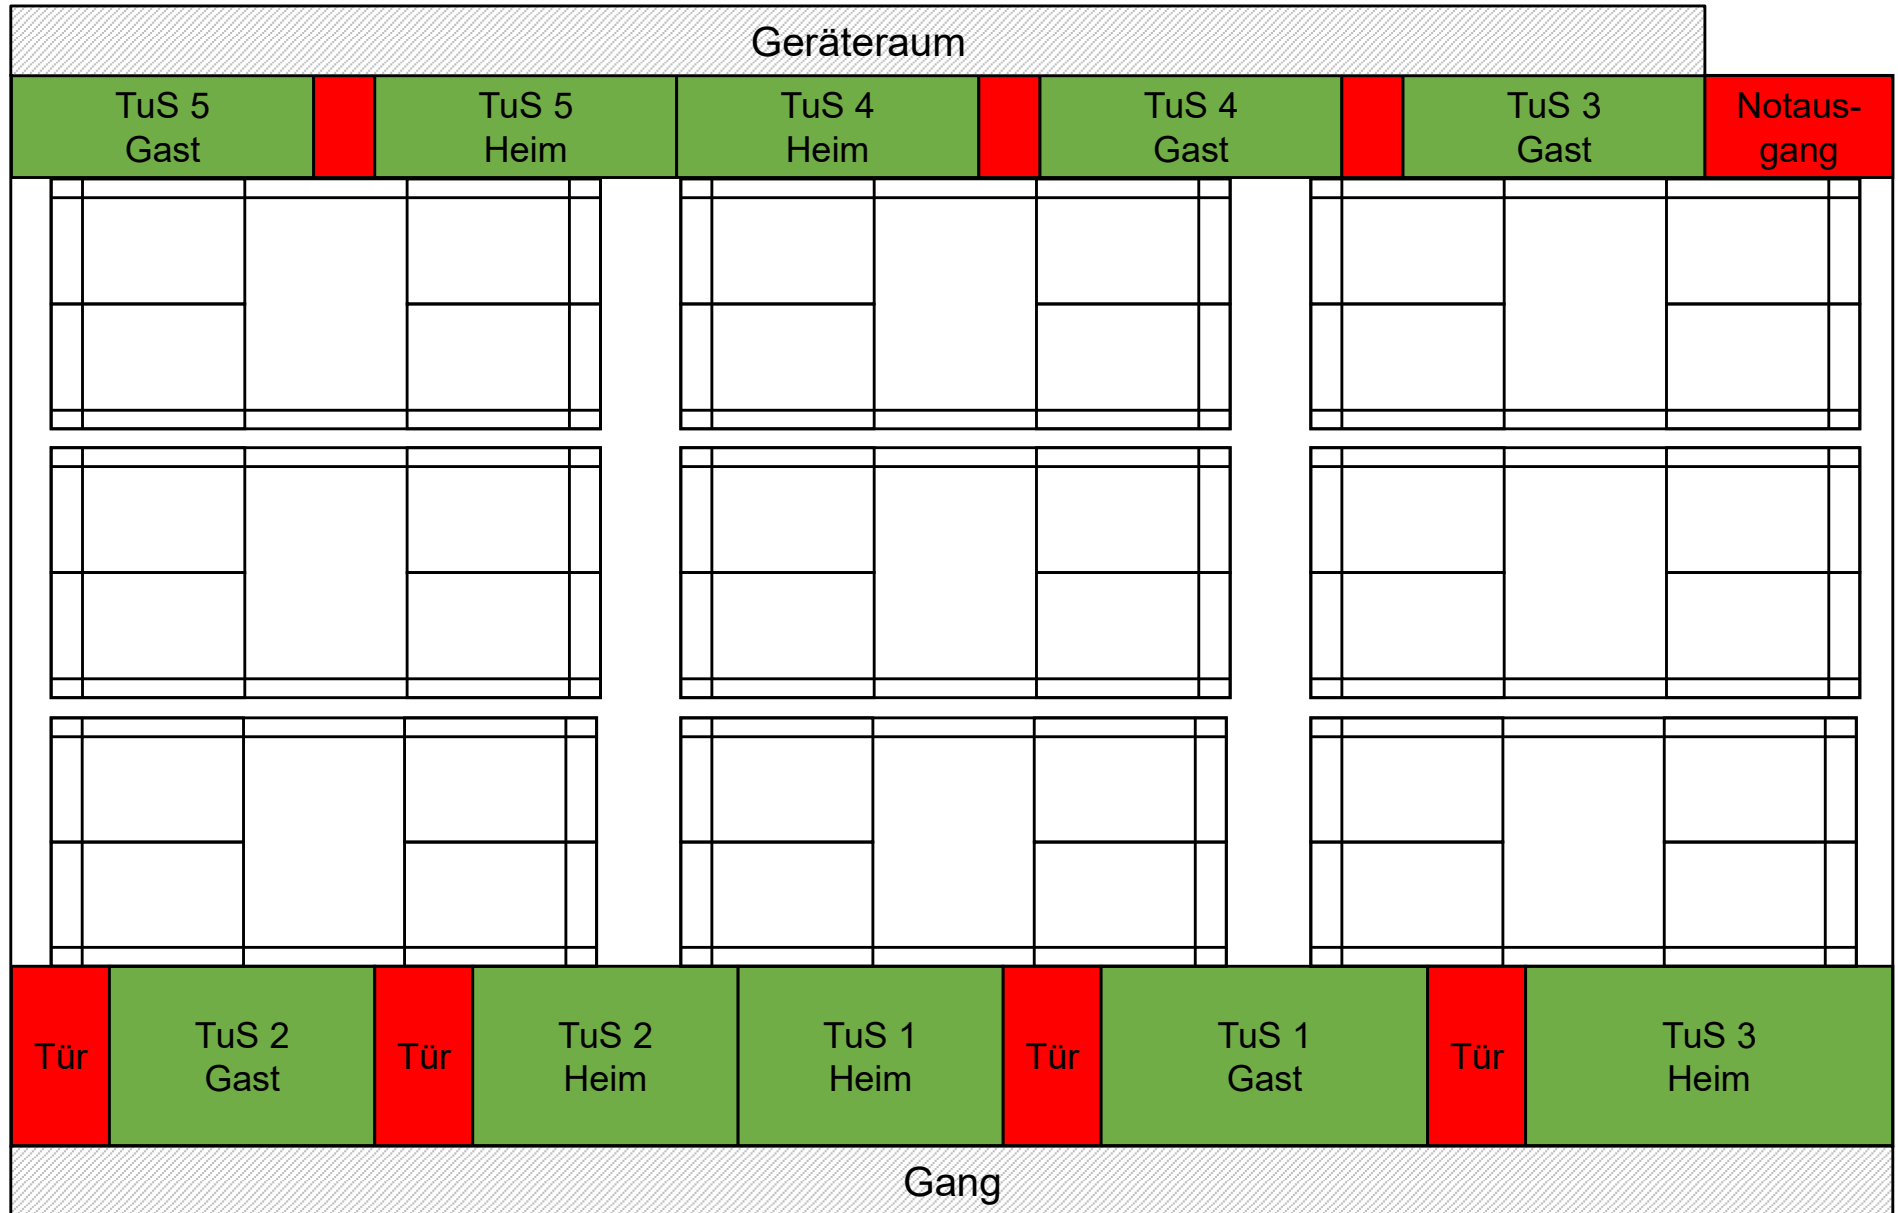 Geräteraum
TuS 5
Gast
TuS 5
Heim
TuS 4
Heim
TuS 4
Gast
TuS 3
Gast
Notaus-
gang
Tür
TuS 2
Gast
Tür
TuS 2
Heim
TuS 1
Heim
Tür
TuS 1
Gast
Tür
TuS 3
Heim
Gang